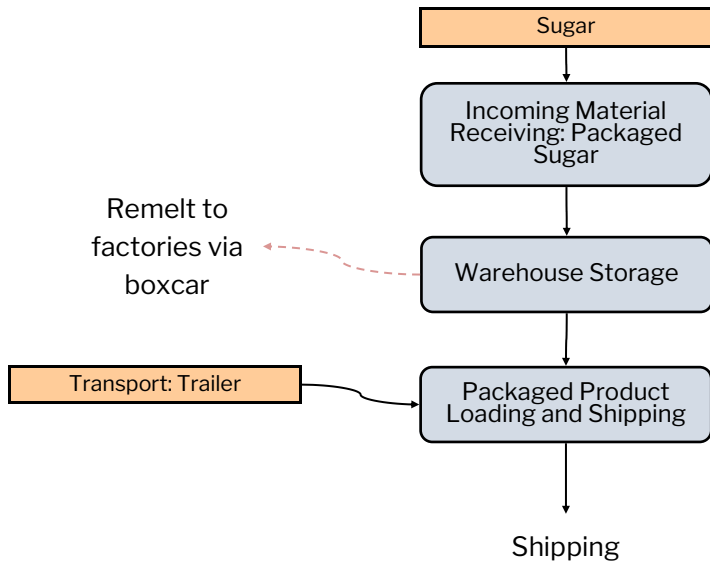 Sugar
Incoming Material
Receiving: Packaged
Sugar
Remelt to
factories via
boxcar
Warehouse Storage
Transport: Trailer
Packaged Product
Loading and Shipping
Shipping